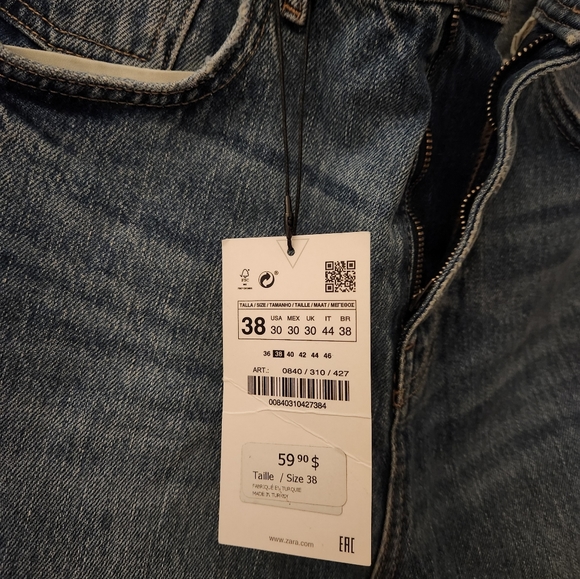 TALLA / SIZE / TAMANHO / TAILLE / MAAT / ΜΕΓΕΘΟΣ
38 USA MEX UK IT BR
30 30 30 44 38
36 38 40 42 44 46
ART.: 0840 / 310 / 427
00840310427384
59 90 $
Taille / Size 38
FABRIQUÉ EN TURQUIE
MADE IN TURKEY
www.zara.com
EAC